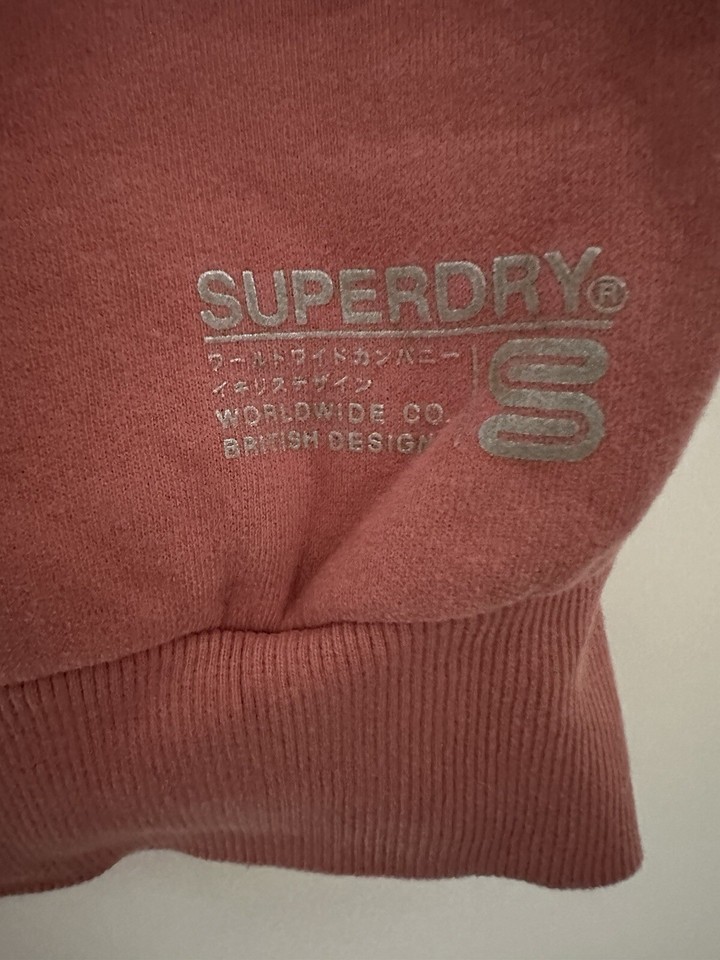 SUPERDRY®
ワールドワイドカンパニー
イギリスデザイン
WORLDWIDE CO.
BRITISH DESIGN
S